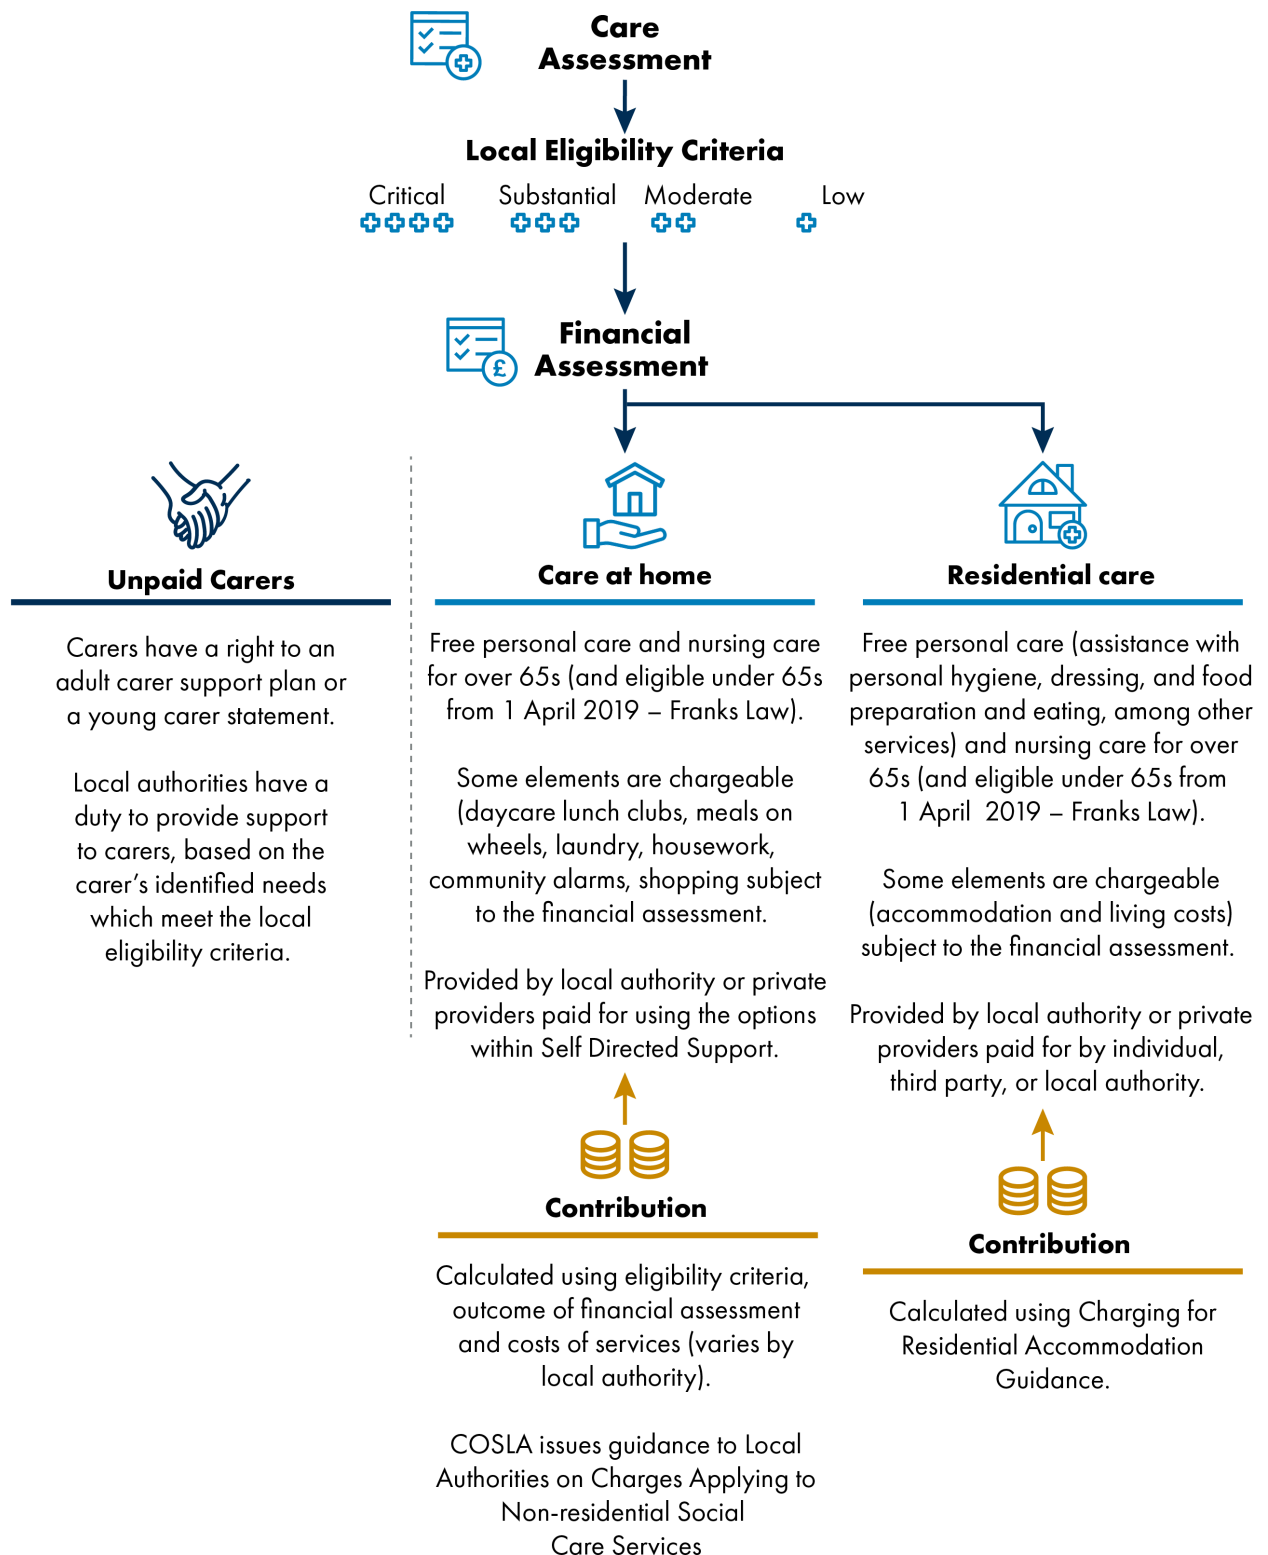 Care
Assessment
Local Eligibility Criteria
Critical Substantial Moderate Low
Financial
Assessment
£
Unpaid Carers
Carers have a right to an
adult carer support plan or
a young carer statement.
Local authorities have a
duty to provide support
to carers, based on the
carer’s identified needs
which meet the local
eligibility criteria.
Care at home
Free personal care and nursing care
for over 65s (and eligible under 65s
from 1 April 2019 – Franks Law).
Some elements are chargeable
(daycare lunch clubs, meals on
wheels, laundry, housework,
community alarms, shopping subject
to the financial assessment.
Provided by local authority or private
providers paid for using the options
within Self Directed Support.
Contribution
Calculated using eligibility criteria,
outcome of financial assessment
and costs of services (varies by
local authority).
COSLA issues guidance to Local
Authorities on Charges Applying to
Non-residential Social
Care Services
Residential care
Free personal care (assistance with
personal hygiene, dressing, and food
preparation and eating, among other
services) and nursing care for over
65s (and eligible under 65s from
1 April  2019 – Franks Law).
Some elements are chargeable
(accommodation and living costs)
subject to the financial assessment.
Provided by local authority or private
providers paid for by individual,
third party, or local authority.
Contribution
Calculated using Charging for
Residential Accommodation
Guidance.